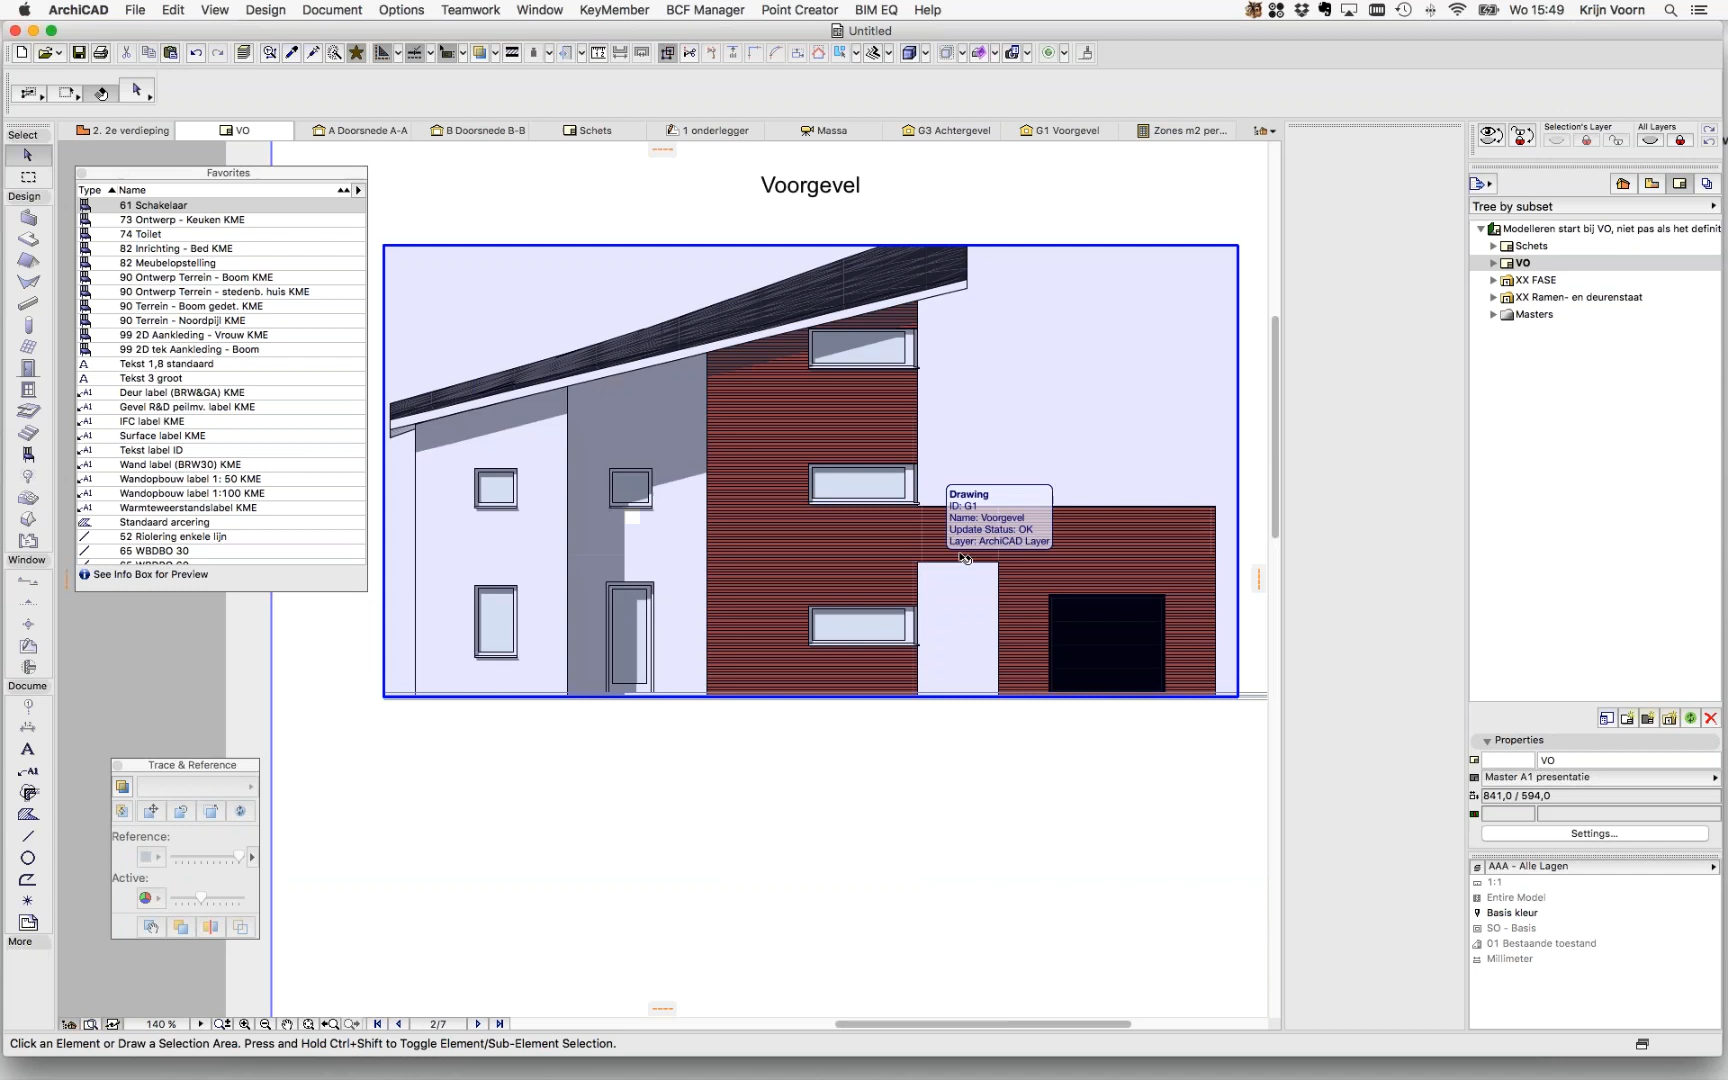 ArchiCAD File Edit View Design Document Options Teamwork Window KeyMember BCF Manager Point Creator BIM EQ Help Wo 15:49 Krijn Voorn
Untitled
Select
2. 2e verdieping VO A Doorsnede A-A B Doorsnede B-B Schets 1 onderlegger Massa G3 Achtergevel G1 Voorgevel Zones m2 per...
Selection's Layer All Layers
Design
Window
Docume
More
Favorites
Type Name
61 Schakelaar
73 Ontwerp - Keuken KME
74 Toilet
82 Inrichting - Bed KME
82 Meubelopstelling
90 Ontwerp Terrein - Boom KME
90 Ontwerp Terrein - stedenb. huis KME
90 Terrein - Boom gedet. KME
90 Terrein - Noordpijl KME
99 2D Aankleding - Vrouw KME
99 2D tek Aankleding - Boom
A Tekst 1,8 standaard
A Tekst 3 groot
A1 Deur label (BRW&GA) KME
A1 Gevel R&D peilmv. label KME
A1 IFC label KME
A1 Surface label KME
A1 Tekst label ID
A1 Wand label (BRW30) KME
A1 Wandopbouw label 1: 50 KME
A1 Wandopbouw label 1:100 KME
A1 Warmteweerstandslabel KME
Standaard arcering
52 Riolering enkele lijn
65 WBDBO 30
65 WBDBO 60
See Info Box for Preview
Trace & Reference
Reference:
Active:
Voorgevel
Drawing
ID: G1
Name: Voorgevel
Update Status: OK
Layer: ArchiCAD Layer
Tree by subset
Modelleren start bij VO, niet pas als het definit
Schets
VO
XX FASE
XX Ramen- en deurenstaat
Masters
Properties
VO
Master A1 presentatie
841,0 / 594,0
Settings...
AAA - Alle Lagen
1:1
Entire Model
Basis kleur
SO - Basis
01 Bestaande toestand
Millimeter
140 % 2/7
Click an Element or Draw a Selection Area. Press and Hold Ctrl+Shift to Toggle Element/Sub-Element Selection.